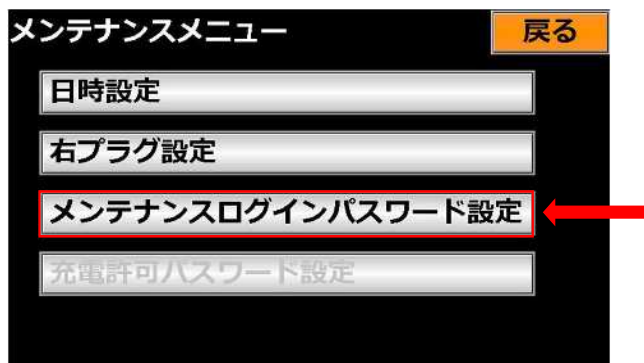 メンテナンスメニュー
戻る
日時設定
右プラグ設定
メンテナンスログインパスワード設定
充電許可パスワード設定